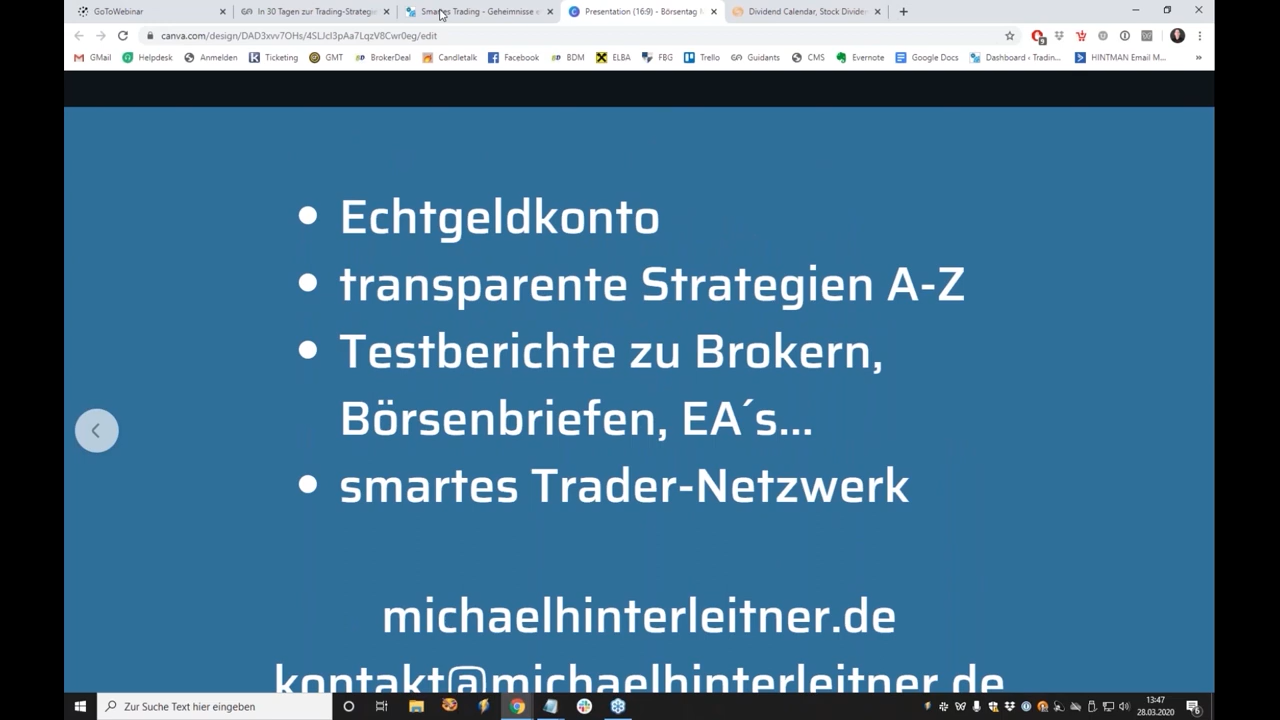 GoToWebinar
In 30 Tagen zur Trading-Strategi
Smartes Trading - Geheimnisse
Presentation (16:9) - Börsentag
Dividend Calendar, Stock Divide
canva.com/design/DAD3xvv7OHs/4SLJcl3pAa7LqzV8Cwr0eg/edit
GMail Helpdesk Anmelden Ticketing GMT BrokerDeal Candletalk Facebook BDM ELBA FBG Trello Guidants CMS Evernote Google Docs Dashboard › Tradin... HINTMAN Email M... »
• Echtgeldkonto
• transparente Strategien A-Z
• Testberichte zu Brokern,
Börsenbriefen, EA´s...
• smartes Trader-Netzwerk
michaelhinterleitner.de
kontakt@michaelhinterleitner.de
Zur Suche Text hier eingeben
13:47
28.03.2020